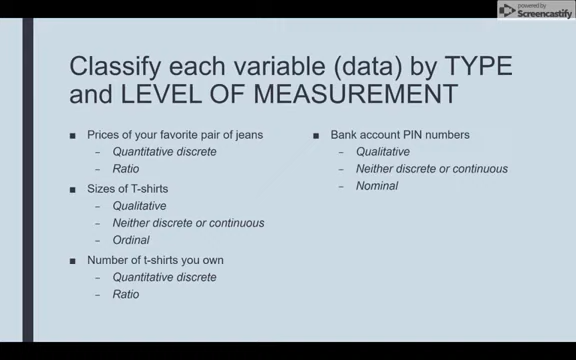 powered by
Screencastify
Classify each variable (data) by TYPE
and LEVEL OF MEASUREMENT
■ Prices of your favorite pair of jeans
– Quantitative discrete
– Ratio
■ Sizes of T-shirts
– Qualitative
– Neither discrete or continuous
– Ordinal
■ Number of t-shirts you own
– Quantitative discrete
– Ratio
■ Bank account PIN numbers
– Qualitative
– Neither discrete or continuous
– Nominal